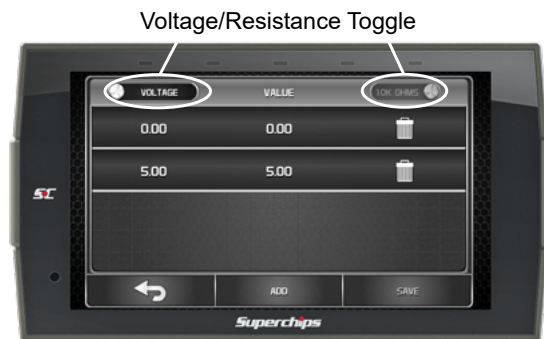 Voltage/Resistance Toggle
VOLTAGE VALUE 10K OHMS
0.00 0.00
5.00 5.00
SC
ADD SAVE
Superchips